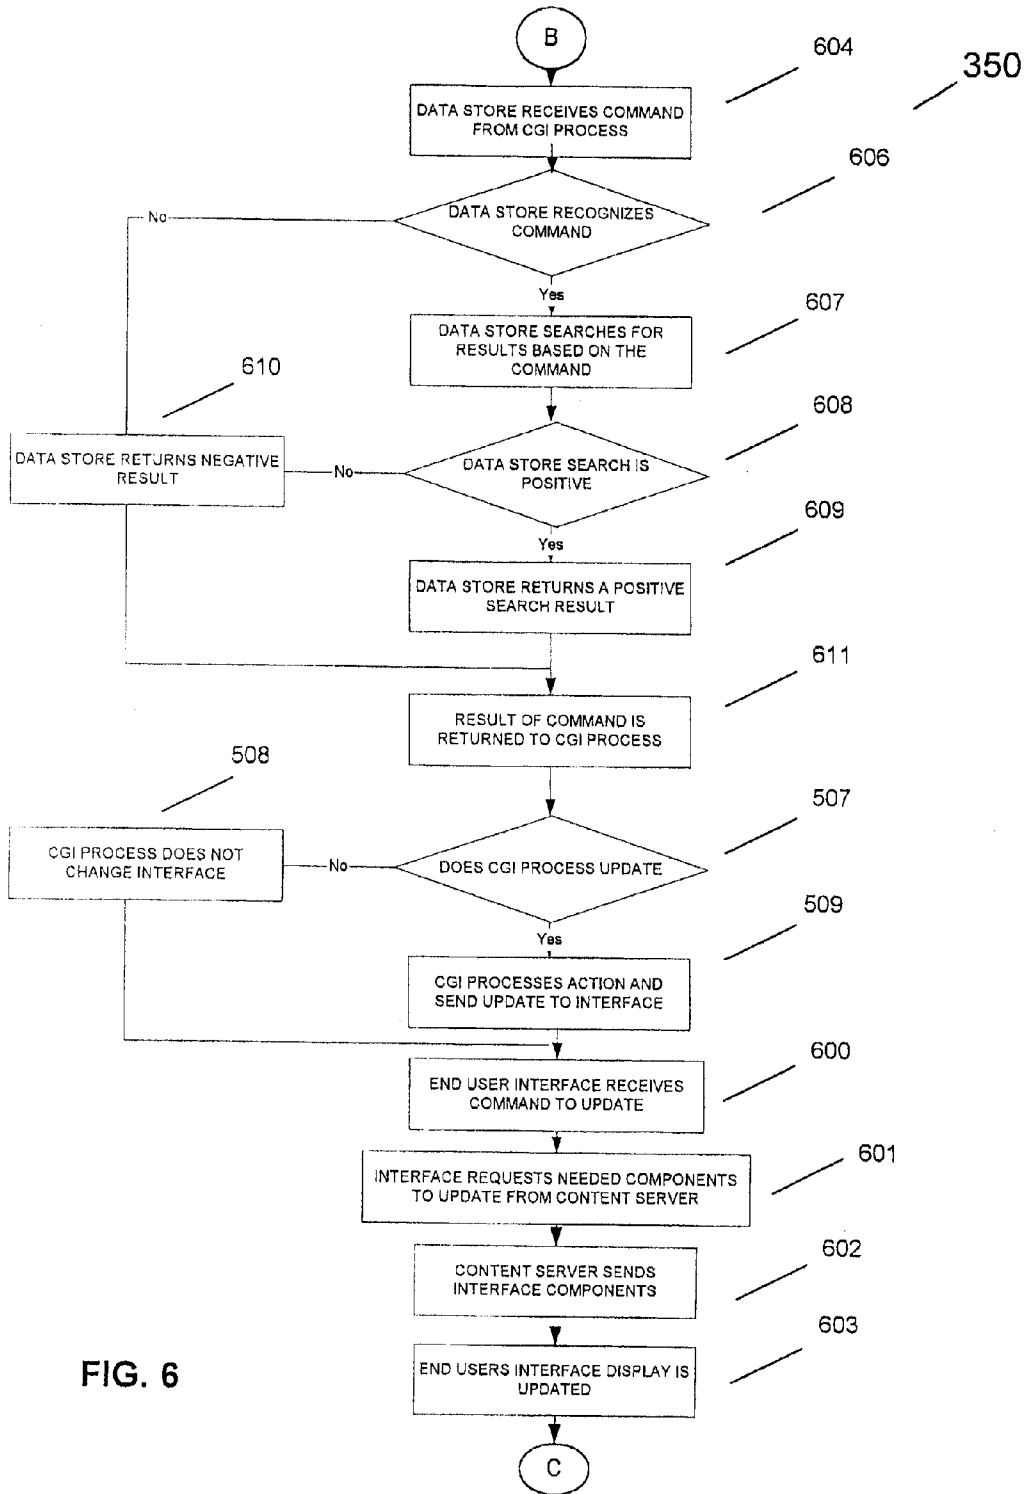 B
604
350
DATA STORE RECEIVES COMMAND
FROM CGI PROCESS
606
No
DATA STORE RECOGNIZES
COMMAND
Yes
607
DATA STORE SEARCHES FOR
RESULTS BASED ON THE
COMMAND
610
608
DATA STORE RETURNS NEGATIVE
RESULT
No
DATA STORE SEARCH IS
POSITIVE
609
Yes
DATA STORE RETURNS A POSITIVE
SEARCH RESULT
611
RESULT OF COMMAND IS
RETURNED TO CGI PROCESS
508
507
CGI PROCESS DOES NOT
CHANGE INTERFACE
No
DOES CGI PROCESS UPDATE
509
Yes
CGI PROCESSES ACTION AND
SEND UPDATE TO INTERFACE
600
END USER INTERFACE RECEIVES
COMMAND TO UPDATE
601
INTERFACE REQUESTS NEEDED COMPONENTS
TO UPDATE FROM CONTENT SERVER
602
CONTENT SERVER SENDS
INTERFACE COMPONENTS
603
END USERS INTERFACE DISPLAY IS
UPDATED
FIG. 6
C